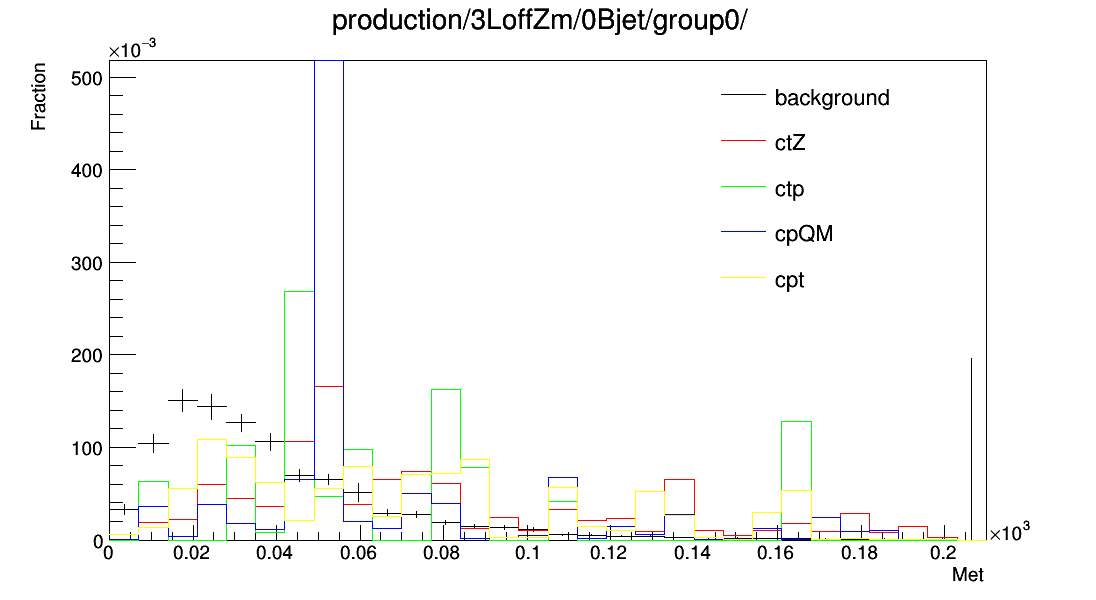 production/3LoffZm/0Bjet/group0/
×10⁻³
Fraction
500
400
300
200
100
0
background
ctZ
ctp
cpQM
cpt
0 0.02 0.04 0.06 0.08 0.1 0.12 0.14 0.16 0.18 0.2
×10³
Met